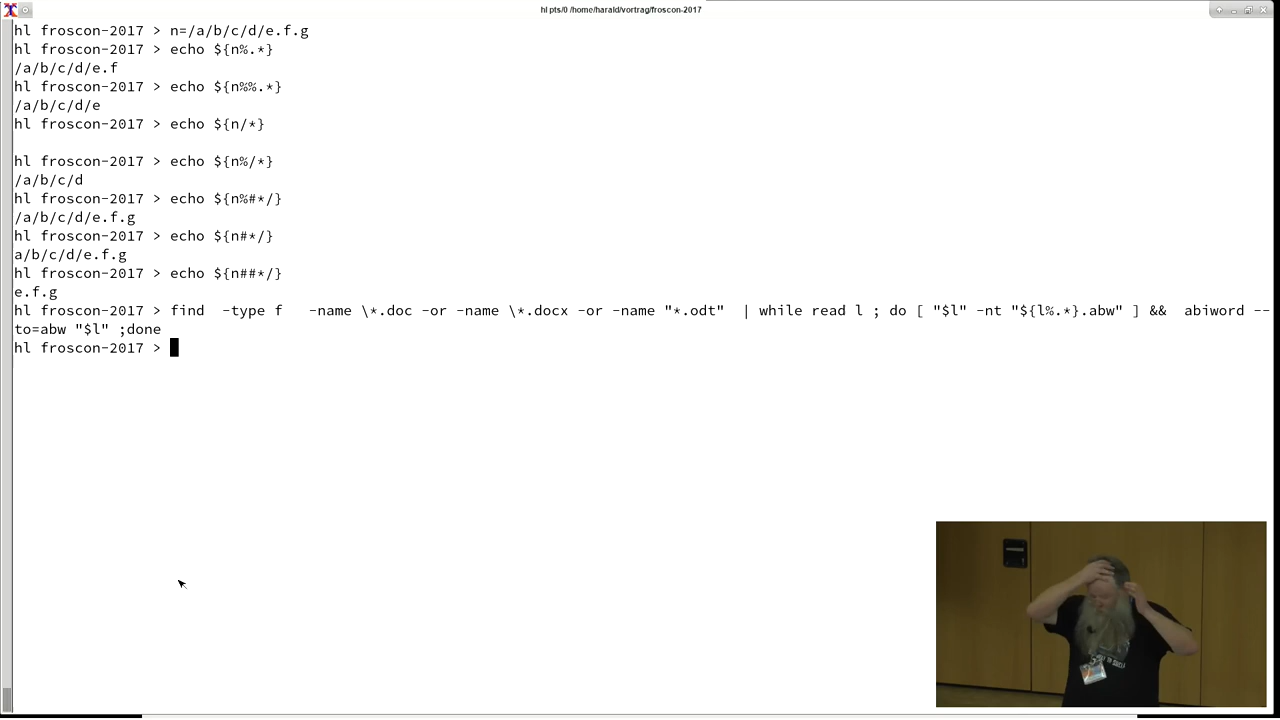 hl pts/0 /home/harald/vortrag/froscon-2017
hl froscon-2017 > n=/a/b/c/d/e.f.g
hl froscon-2017 > echo ${n%.*}
/a/b/c/d/e.f
hl froscon-2017 > echo ${n%%.*}
/a/b/c/d/e
hl froscon-2017 > echo ${n/*}
hl froscon-2017 > echo ${n%/*}
/a/b/c/d
hl froscon-2017 > echo ${n%#*/}
/a/b/c/d/e.f.g
hl froscon-2017 > echo ${n#*/}
a/b/c/d/e.f.g
hl froscon-2017 > echo ${n##*/}
e.f.g
hl froscon-2017 > find  -type f   -name \*.doc -or -name \*.docx -or -name "*.odt"  | while read l ; do [ "$l" -nt "${l%.*}.abw" ] &&  abiword --
to=abw "$l" ;done
hl froscon-2017 >